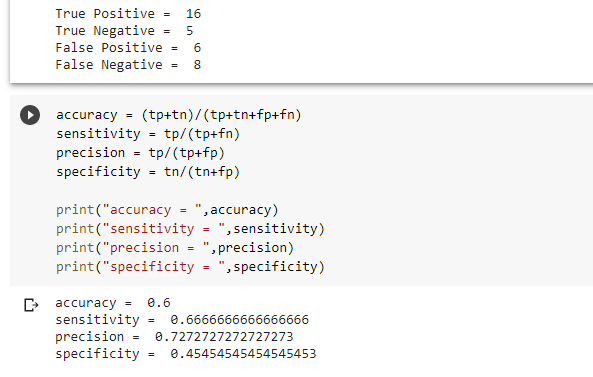 True Positive =  16
True Negative =  5
False Positive =  6
False Negative =  8
accuracy = (tp+tn)/(tp+tn+fp+fn)
sensitivity = tp/(tp+fn)
precision = tp/(tp+fp)
specificity = tn/(tn+fp)
print("accuracy = ",accuracy)
print("sensitivity = ",sensitivity)
print("precision = ",precision)
print("specificity = ",specificity)
accuracy =  0.6
sensitivity =  0.6666666666666666
precision =  0.7272727272727273
specificity =  0.45454545454545453